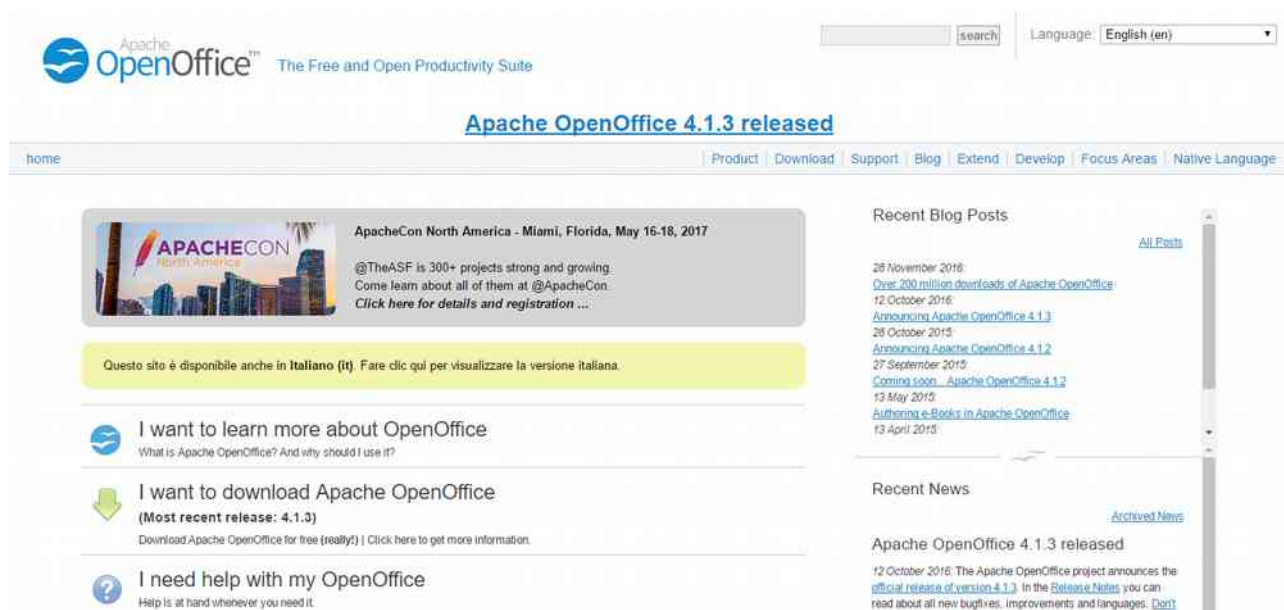 search
Language: English (en)
Apache
OpenOffice™
The Free and Open Productivity Suite
Apache OpenOffice 4.1.3 released
home
Product | Download | Support | Blog | Extend | Develop | Focus Areas | Native Language
APACHECON
North America
ApacheCon North America - Miami, Florida, May 16-18, 2017
@TheASF is 300+ projects strong and growing.
Come learn about all of them at @ApacheCon.
Click here for details and registration ...
Questo sito è disponibile anche in Italiano (it). Fare clic qui per visualizzare la versione italiana.
I want to learn more about OpenOffice
What is Apache OpenOffice? And why should I use it?
I want to download Apache OpenOffice
(Most recent release: 4.1.3)
Download Apache OpenOffice for free (really!) | Click here to get more information.
I need help with my OpenOffice
Help is at hand whenever you need it.
Recent Blog Posts
All Posts
28 November 2016:
Over 200 million downloads of Apache OpenOffice
12 October 2016:
Announcing Apache OpenOffice 4.1.3
28 October 2015:
Announcing Apache OpenOffice 4.1.2
27 September 2015:
Coming soon... Apache OpenOffice 4.1.2
13 May 2015:
Authoring e-Books in Apache OpenOffice
13 April 2015:
Recent News
Archived News
Apache OpenOffice 4.1.3 released
12 October 2016: The Apache OpenOffice project announces the
official release of version 4.1.3. In the Release Notes you can
read about all new bugfixes, improvements and languages. Don't